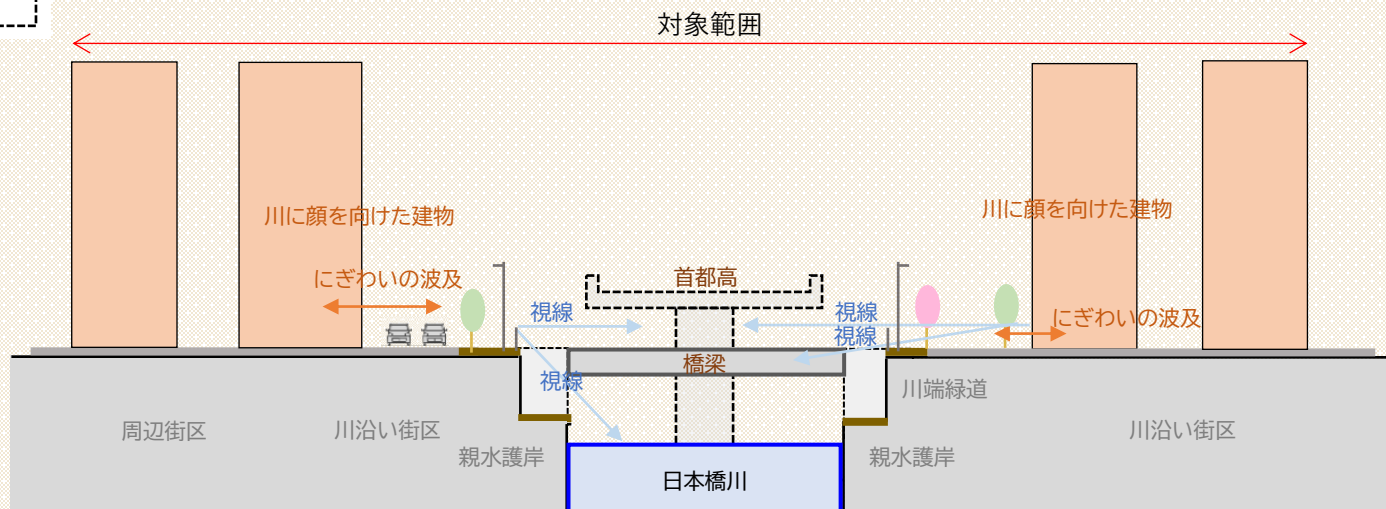 対象範囲
川に顔を向けた建物
川に顔を向けた建物
にぎわいの波及
首都高
視線
視線
視線
にぎわいの波及
橋梁
視線
川端緑道
周辺街区
川沿い街区
川沿い街区
親水護岸
親水護岸
日本橋川